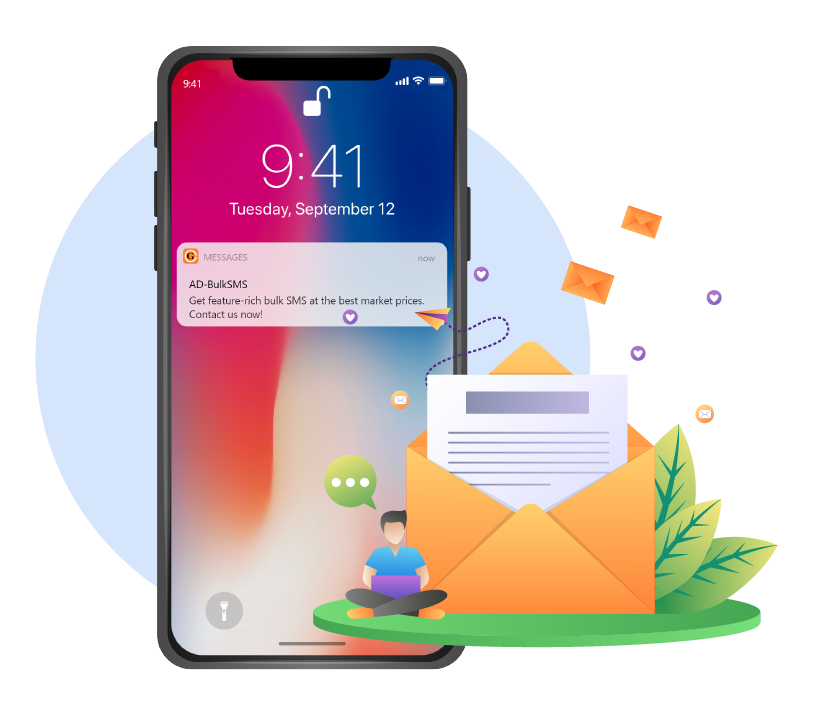 9:41
9:41
Tuesday, September 12
G MESSAGES now
AD-BulkSMS
Get feature-rich bulk SMS at the best market prices.
Contact us now!